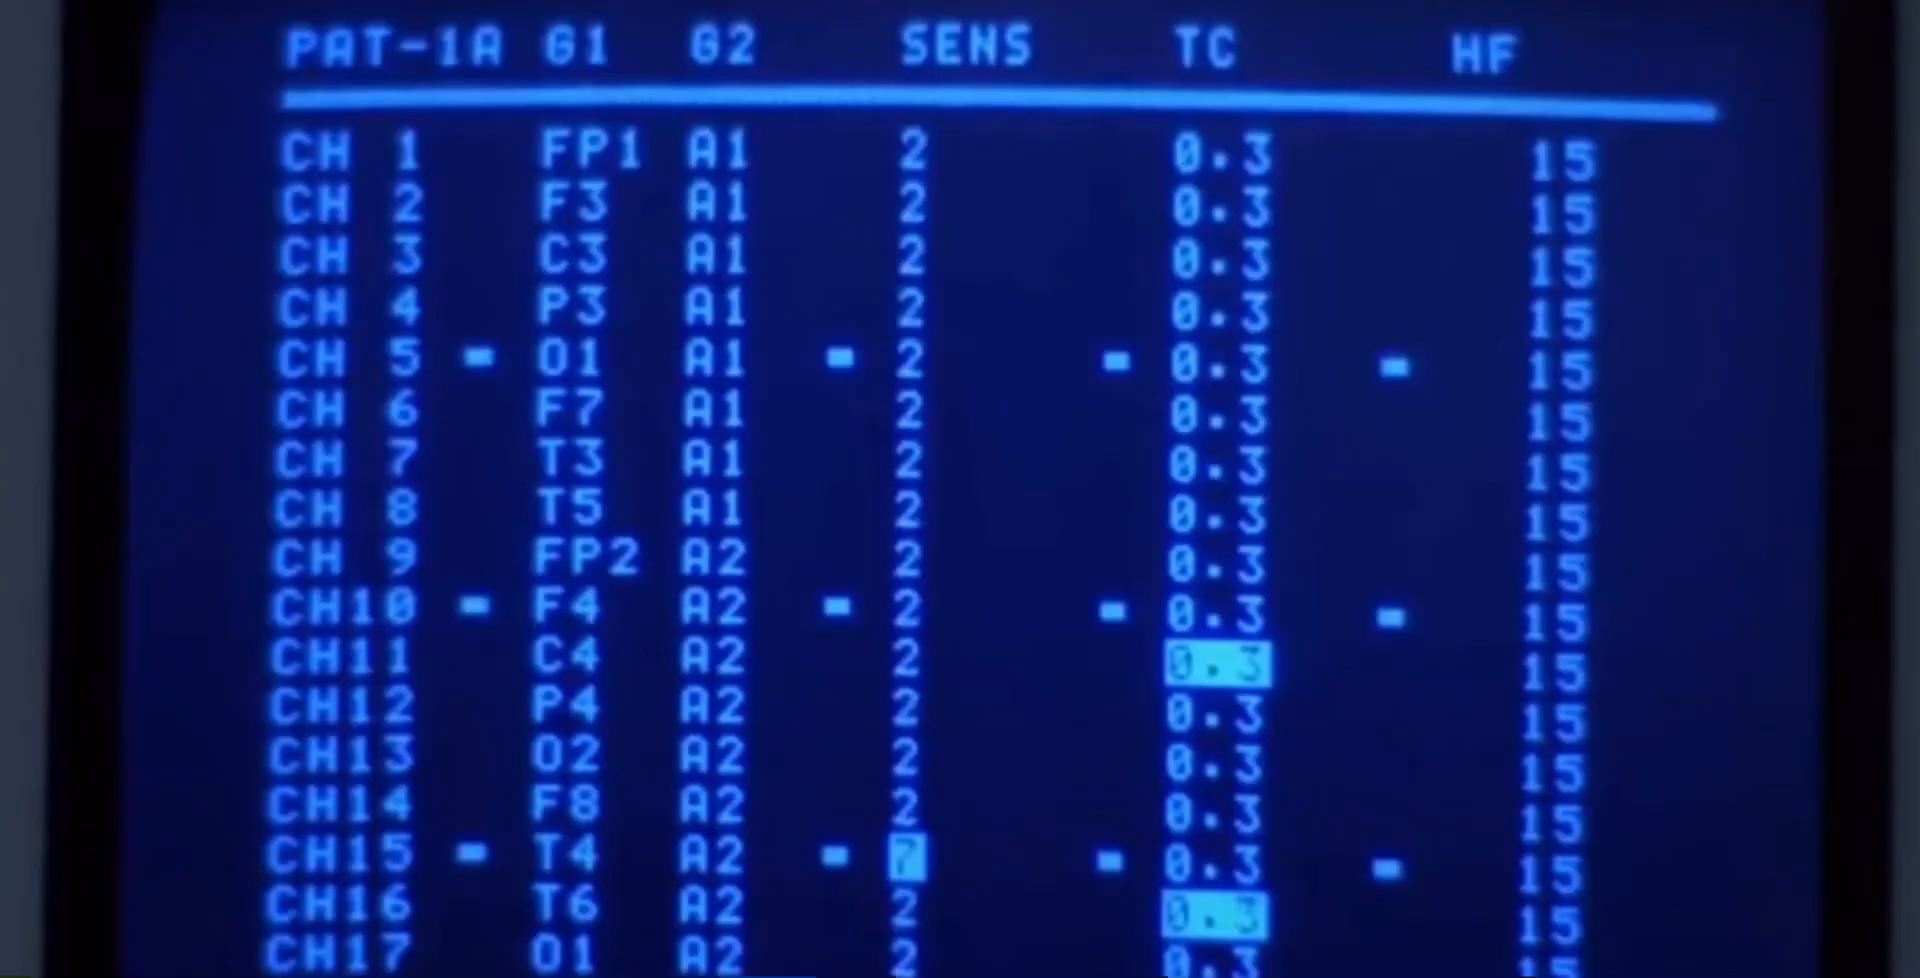 PAT-1A G1 G2 SENS TC HF
CH 1 FP1 A1 2 0.3 15
CH 2 F3 A1 2 0.3 15
CH 3 C3 A1 2 0.3 15
CH 4 P3 A1 2 0.3 15
CH 5 - O1 A1 - 2 - 0.3 - 15
CH 6 F7 A1 2 0.3 15
CH 7 T3 A1 2 0.3 15
CH 8 T5 A1 2 0.3 15
CH 9 FP2 A2 2 0.3 15
CH10 - F4 A2 - 2 - 0.3 - 15
CH11 C4 A2 2 0.3 15
CH12 P4 A2 2 0.3 15
CH13 O2 A2 2 0.3 15
CH14 F8 A2 2 0.3 15
CH15 - T4 A2 - 7 - 0.3 - 15
CH16 T6 A2 2 0.3 15
CH17 O1 A2 2 0.3 15